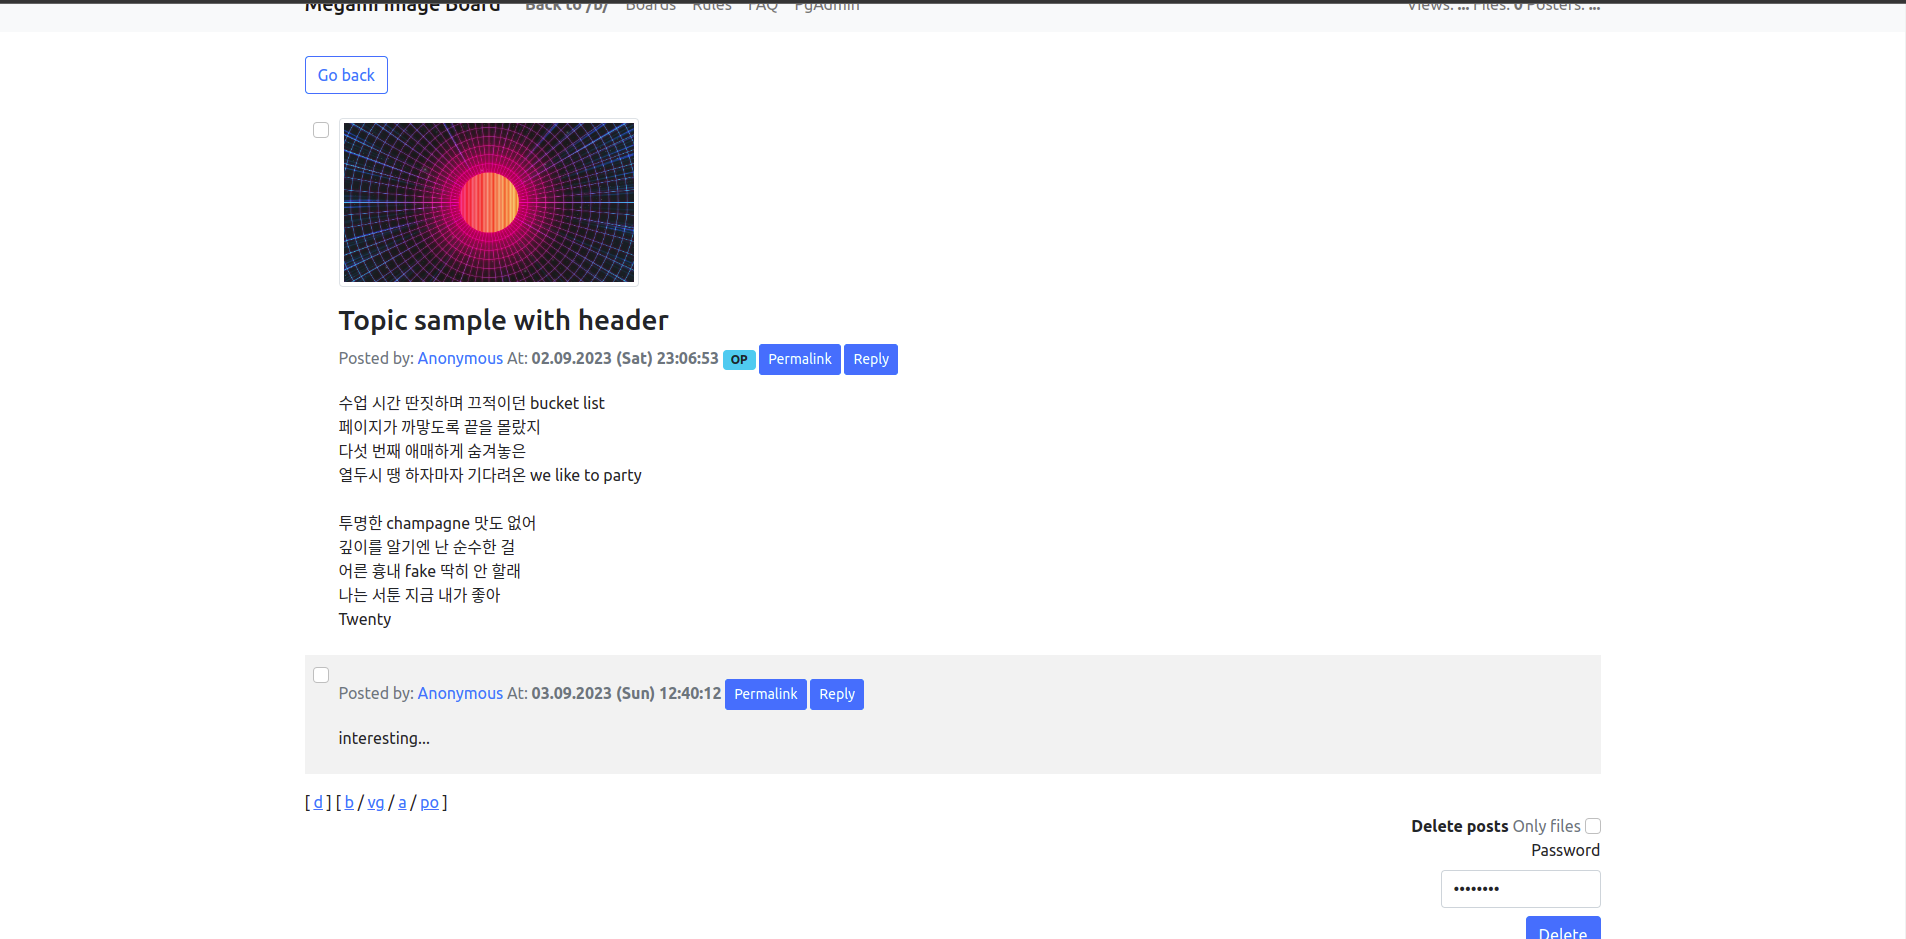 Megami Image Board Back to /b/ Boards Rules FAQ PgAdmin Views: ... Files: 0 Posters: ...
Go back
Topic sample with header
Posted by: Anonymous At: 02.09.2023 (Sat) 23:06:53 OP Permalink Reply
수업 시간 딴짓하며 끄적이던 bucket list
페이지가 까맣도록 끝을 몰랐지
다섯 번째 애매하게 숨겨놓은
열두시 땡 하자마자 기다려온 we like to party
투명한 champagne 맛도 없어
깊이를 알기엔 난 순수한 걸
어른 흉내 fake 딱히 안 할래
나는 서툰 지금 내가 좋아
Twenty
Posted by: Anonymous At: 03.09.2023 (Sun) 12:40:12 Permalink Reply
interesting...
[ d ] [ b / vg / a / po ]
Delete posts Only files
Password
••••••••
Delete